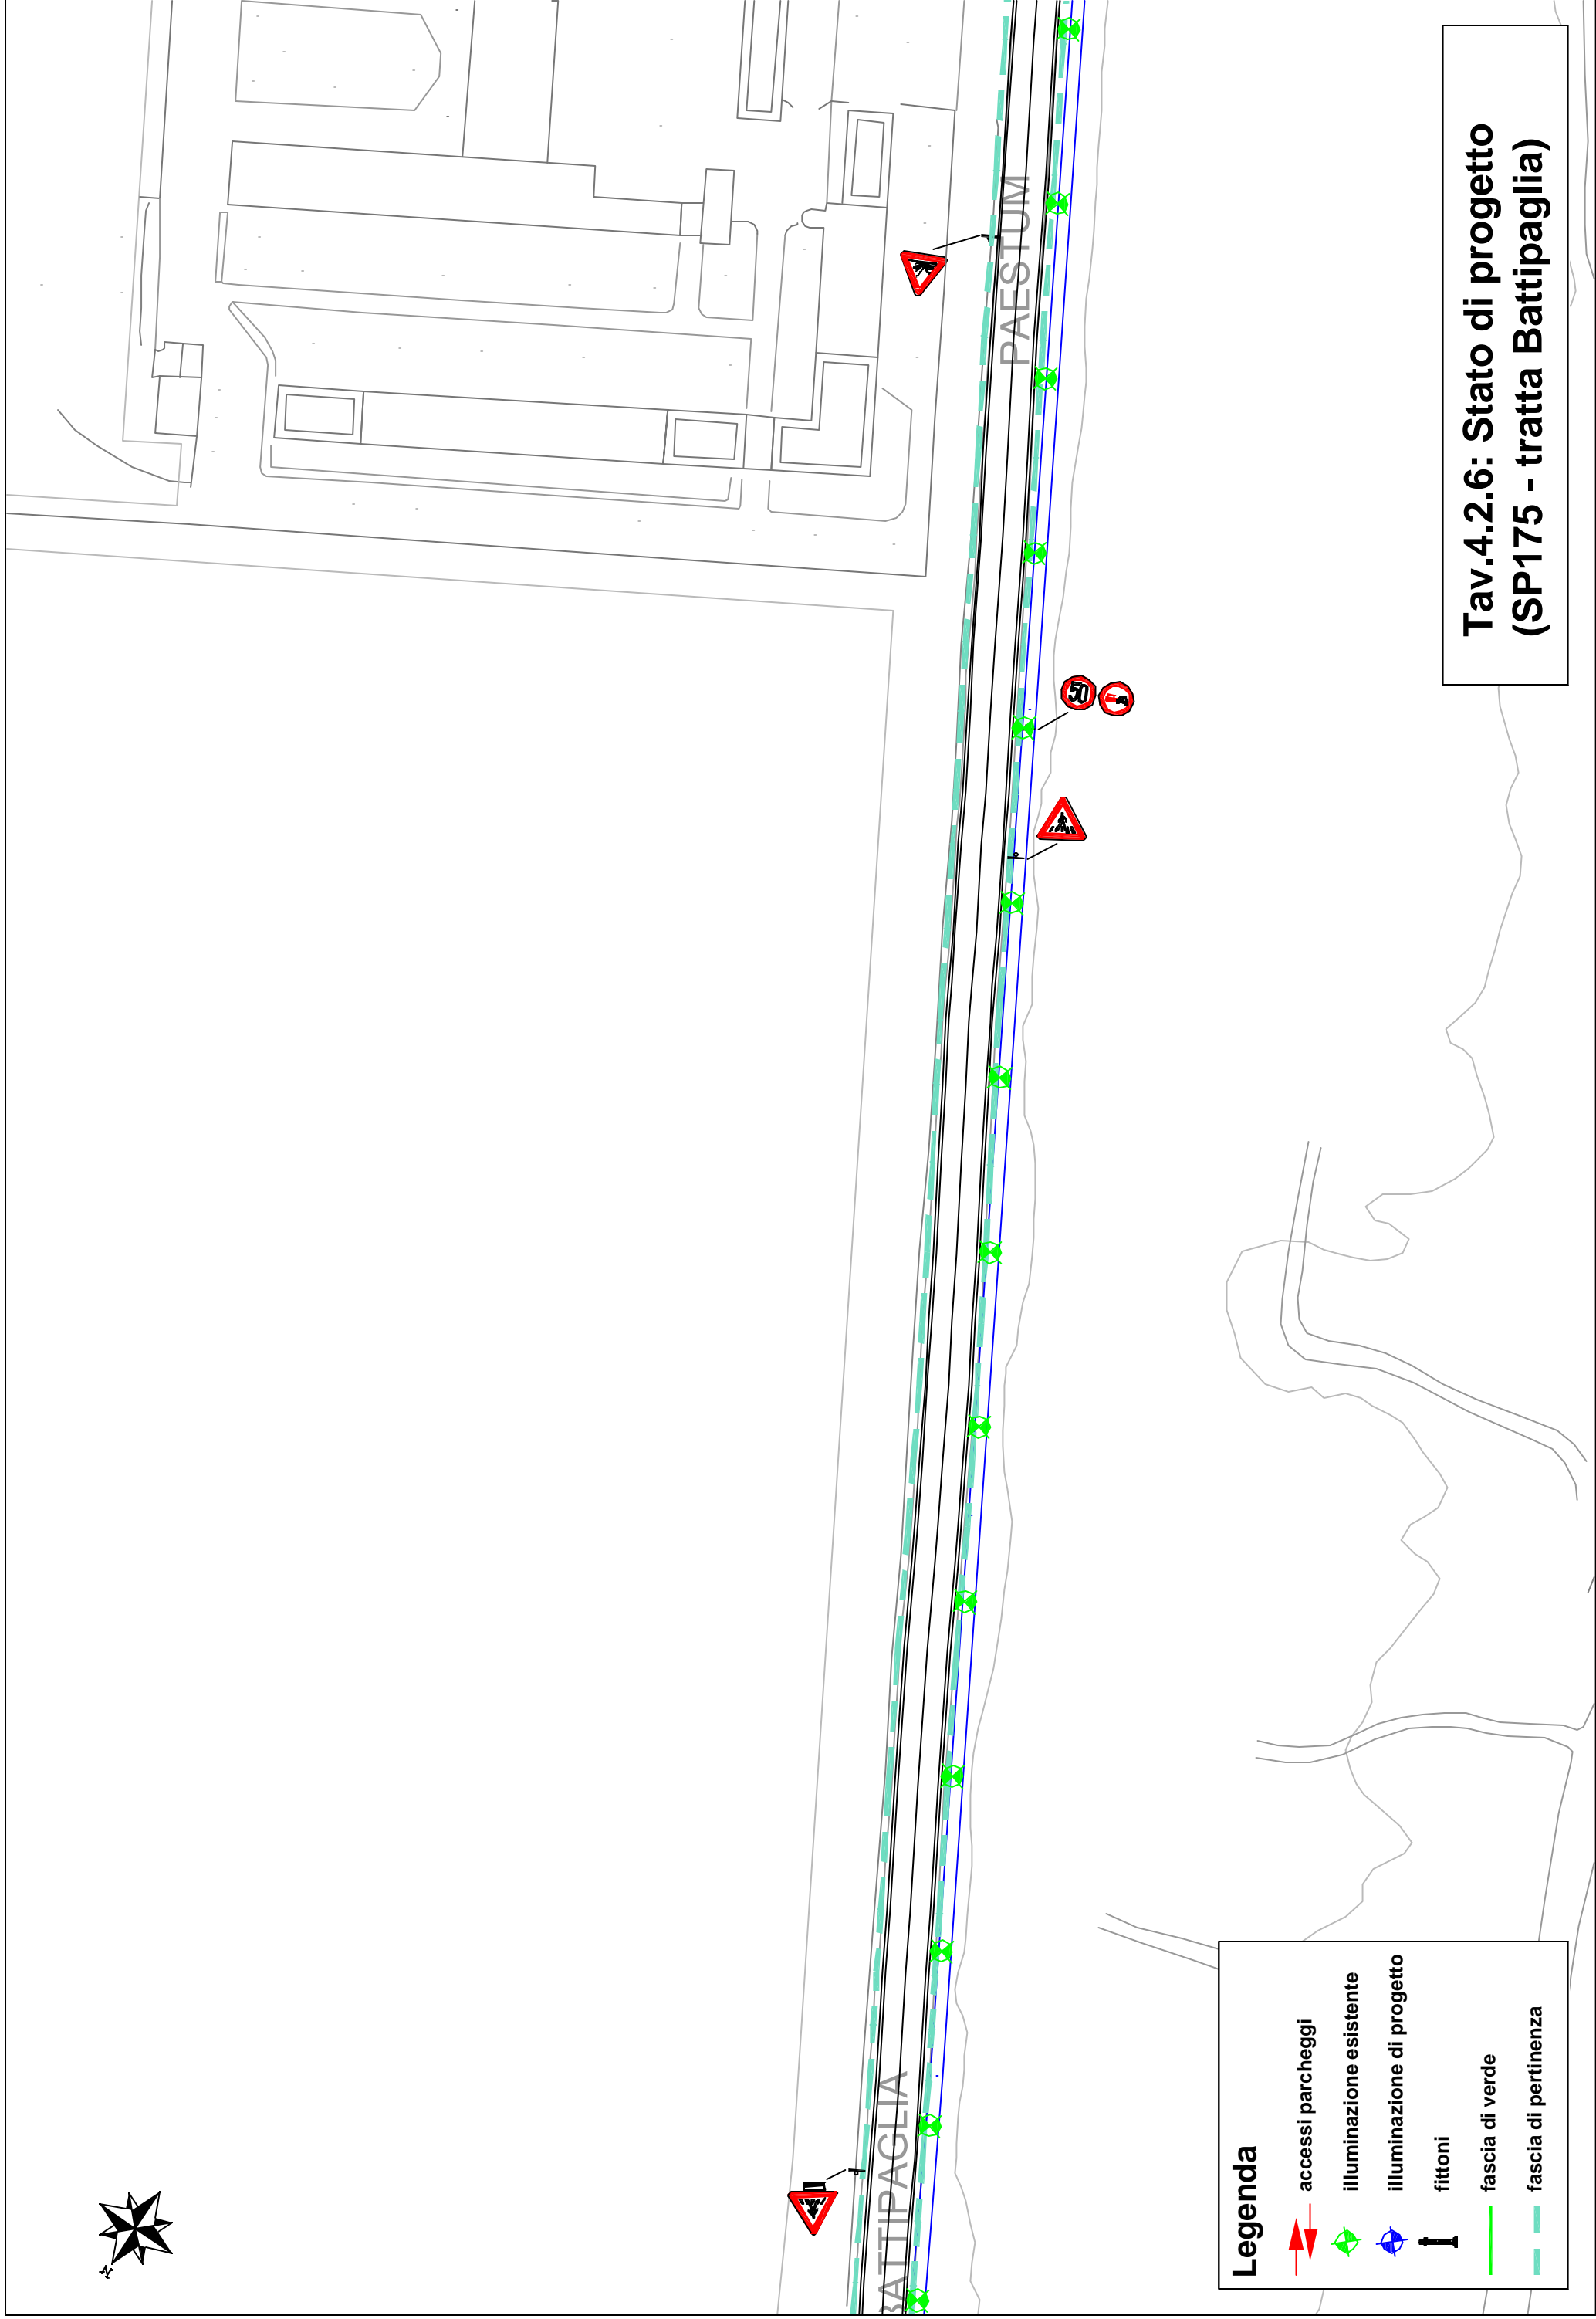 Tav.4.2.6: Stato di progetto
(SP175 - tratta Battipaglia)
PAESTUM
50
BATTIPAGLIA
N
Legenda
accessi parcheggi
illuminazione esistente
illuminazione di progetto
fittoni
fascia di verde
fascia di pertinenza